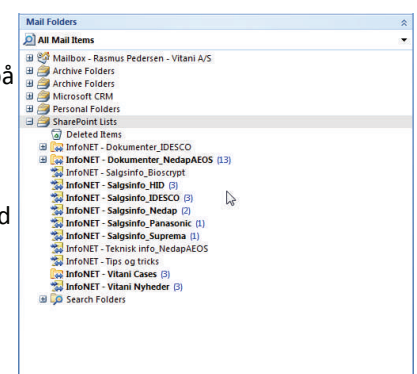 Mail Folders
All Mail Items
Mailbox - Rasmus Pedersen - Vitani A/S
Archive Folders
på
Archive Folders
Microsoft CRM
Personal Folders
SharePoint Lists
Deleted Items
InfoNET - Dokumenter_IDESCO
InfoNET - Dokumenter_NedapAEOS (13)
InfoNET - Salgsinfo_Bioscrypt
InfoNET - Salgsinfo_HID (3)
InfoNET - Salgsinfo_IDESCO (3)
InfoNET - Salgsinfo_Nedap (2)
d
InfoNET - Salgsinfo_Panasonic (1)
InfoNET - Salgsinfo_Suprema (1)
InfoNET - Teknisk info_NedapAEOS
InfoNET - Tips og tricks
InfoNET - Vitani Cases (3)
InfoNET - Vitani Nyheder (3)
Search Folders